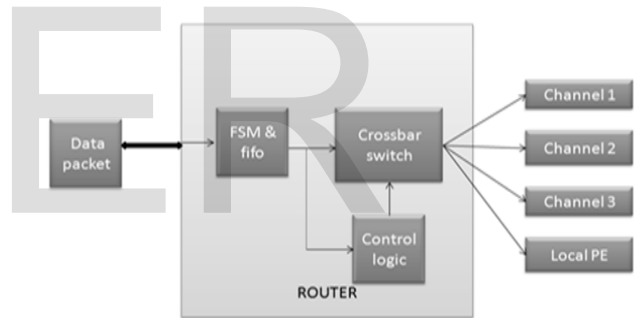 ER
Data
packet
FSM &
fifo
Crossbar
switch
Control
logic
ROUTER
Channel 1
Channel 2
Channel 3
Local PE